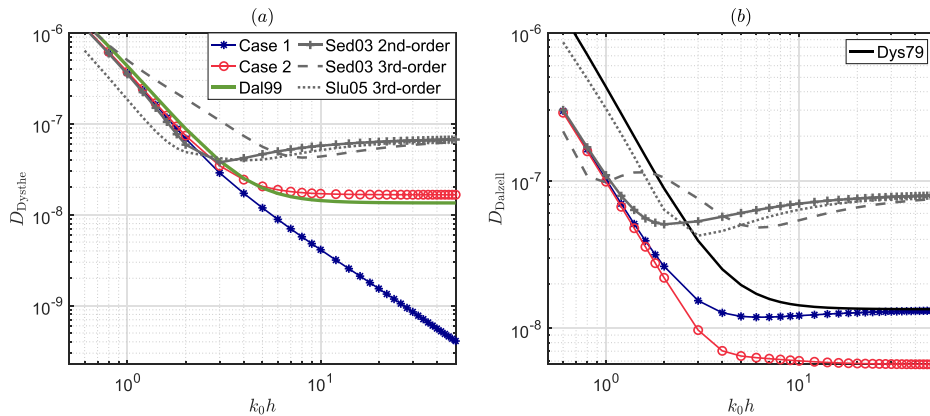 (a)
10^-6
10^-7
10^-8
10^-9
D_Dysthe
Case 1
Case 2
Dal99
Sed03 2nd-order
Sed03 3rd-order
Slu05 3rd-order
10^0
10^1
k_0h
(b)
10^-6
10^-7
10^-8
D_Dalzell
Dys79
10^0
10^1
k_0h